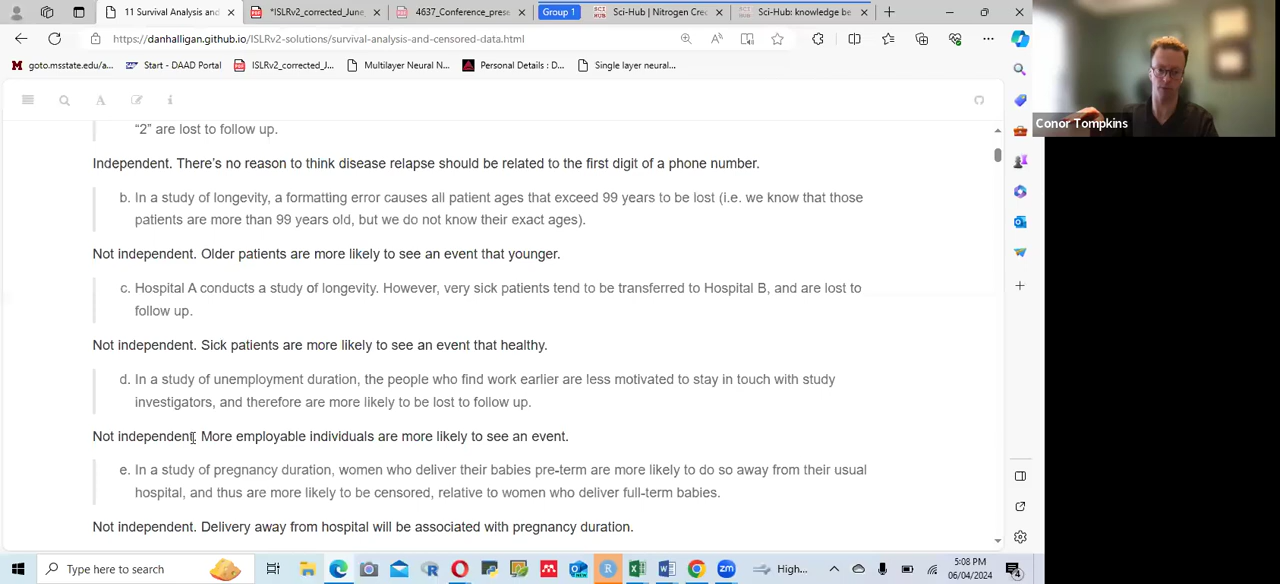 11 Survival Analysis and
*ISLRv2_corrected_June_
4637_Conference_pres
Group 1
SCI HUB
Sci-Hub | Nitrogen Cred
SCI HUB
Sci-Hub: knowledge be
https://danhalligan.github.io/ISLRv2-solutions/survival-analysis-and-censored-data.html
goto.msstate.edu/a...
Start - DAAD Portal
ISLRv2_corrected_J...
Multilayer Neural N...
Personal Details : D...
Single layer neural...
“2” are lost to follow up.
Independent. There’s no reason to think disease relapse should be related to the first digit of a phone number.
b. In a study of longevity, a formatting error causes all patient ages that exceed 99 years to be lost (i.e. we know that those
patients are more than 99 years old, but we do not know their exact ages).
Not independent. Older patients are more likely to see an event that younger.
c. Hospital A conducts a study of longevity. However, very sick patients tend to be transferred to Hospital B, and are lost to
follow up.
Not independent. Sick patients are more likely to see an event that healthy.
d. In a study of unemployment duration, the people who find work earlier are less motivated to stay in touch with study
investigators, and therefore are more likely to be lost to follow up.
Not independent. More employable individuals are more likely to see an event.
e. In a study of pregnancy duration, women who deliver their babies pre-term are more likely to do so away from their usual
hospital, and thus are more likely to be censored, relative to women who deliver full-term babies.
Not independent. Delivery away from hospital will be associated with pregnancy duration.
Conor Tompkins
Type here to search
High...
5:08 PM
06/04/2024